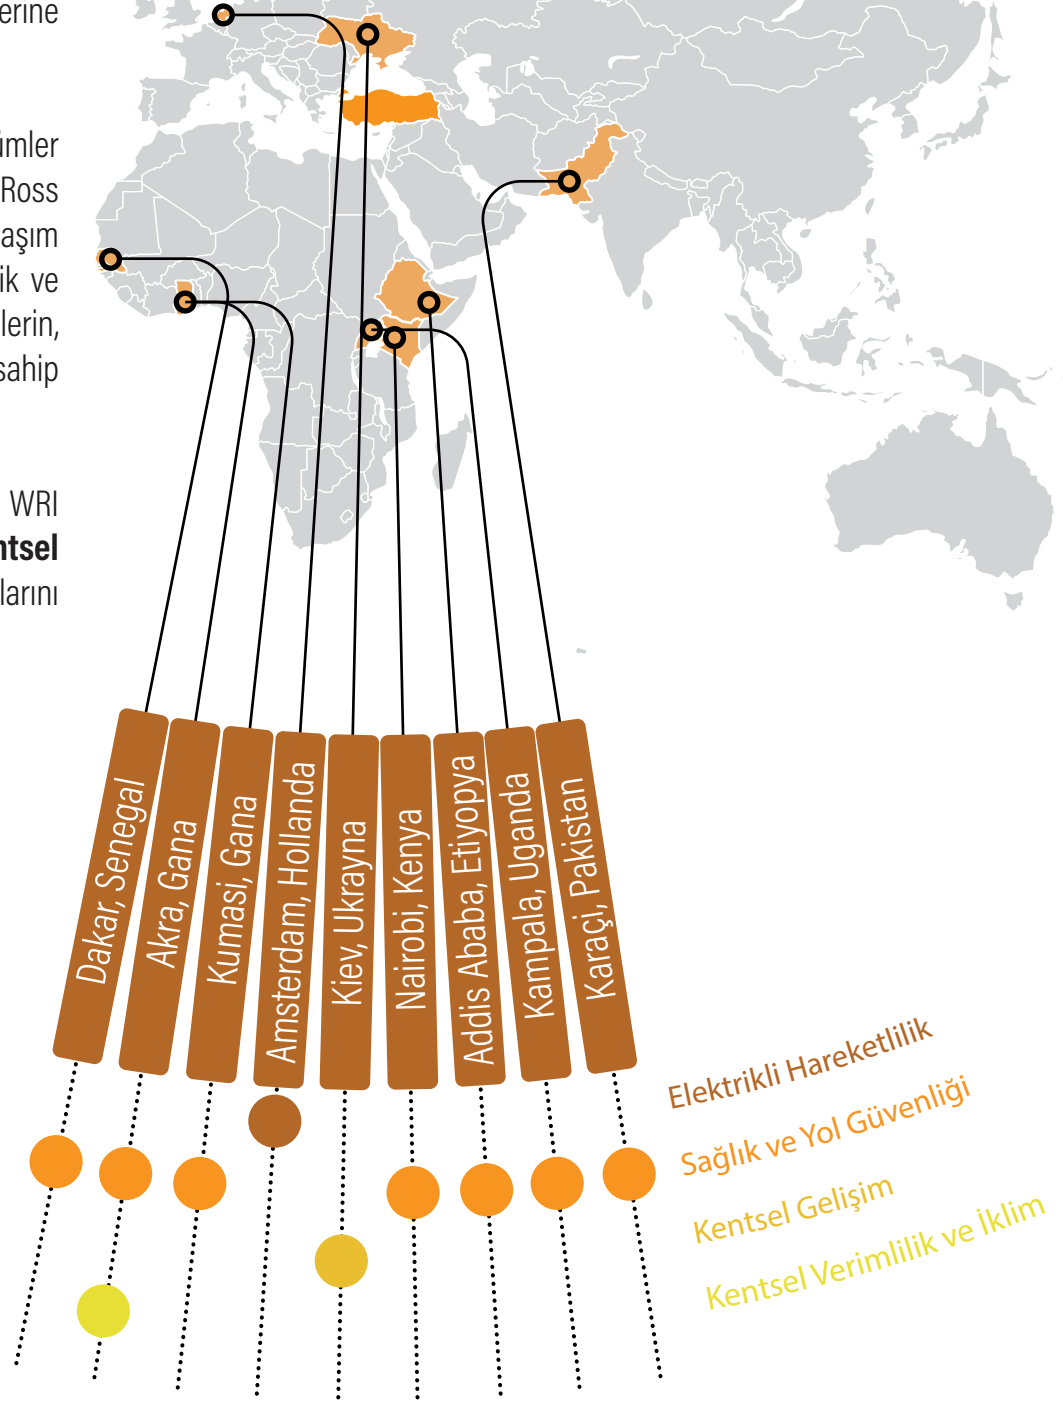 erine
ümler
Ross
aşım
ik ve
lerin,
sahip
WRI
ntsel
larını
Dakar, Senegal
Akra, Gana
Kumasi, Gana
Amsterdam, Hollanda
Kiev, Ukrayna
Nairobi, Kenya
Addis Ababa, Etiyopya
Kampala, Uganda
Karaçi, Pakistan
Elektrikli Hareketlilik
Sağlık ve Yol Güvenliği
Kentsel Gelişim
Kentsel Verimlilik ve İklim